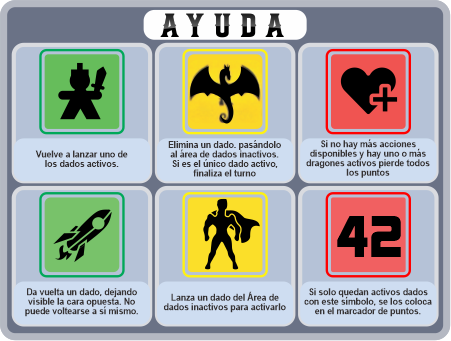 AYUDA
Vuelve a lanzar uno de
los dados activos.
Elimina un dado. pasándolo
al área de dados inactivos.
Si es el único dado activo,
finaliza el turno
Si no hay más acciones
disponibles y hay uno o más
dragones activos pierde todos
los puntos
42
Da vuelta un dado, dejando
visible la cara opuesta. No
puede voltearse a si mismo.
Lanza un dado del Área de
dados inactivos para activarlo
Si solo quedan activos dados
con este símbolo, se los coloca
en el marcador de puntos.